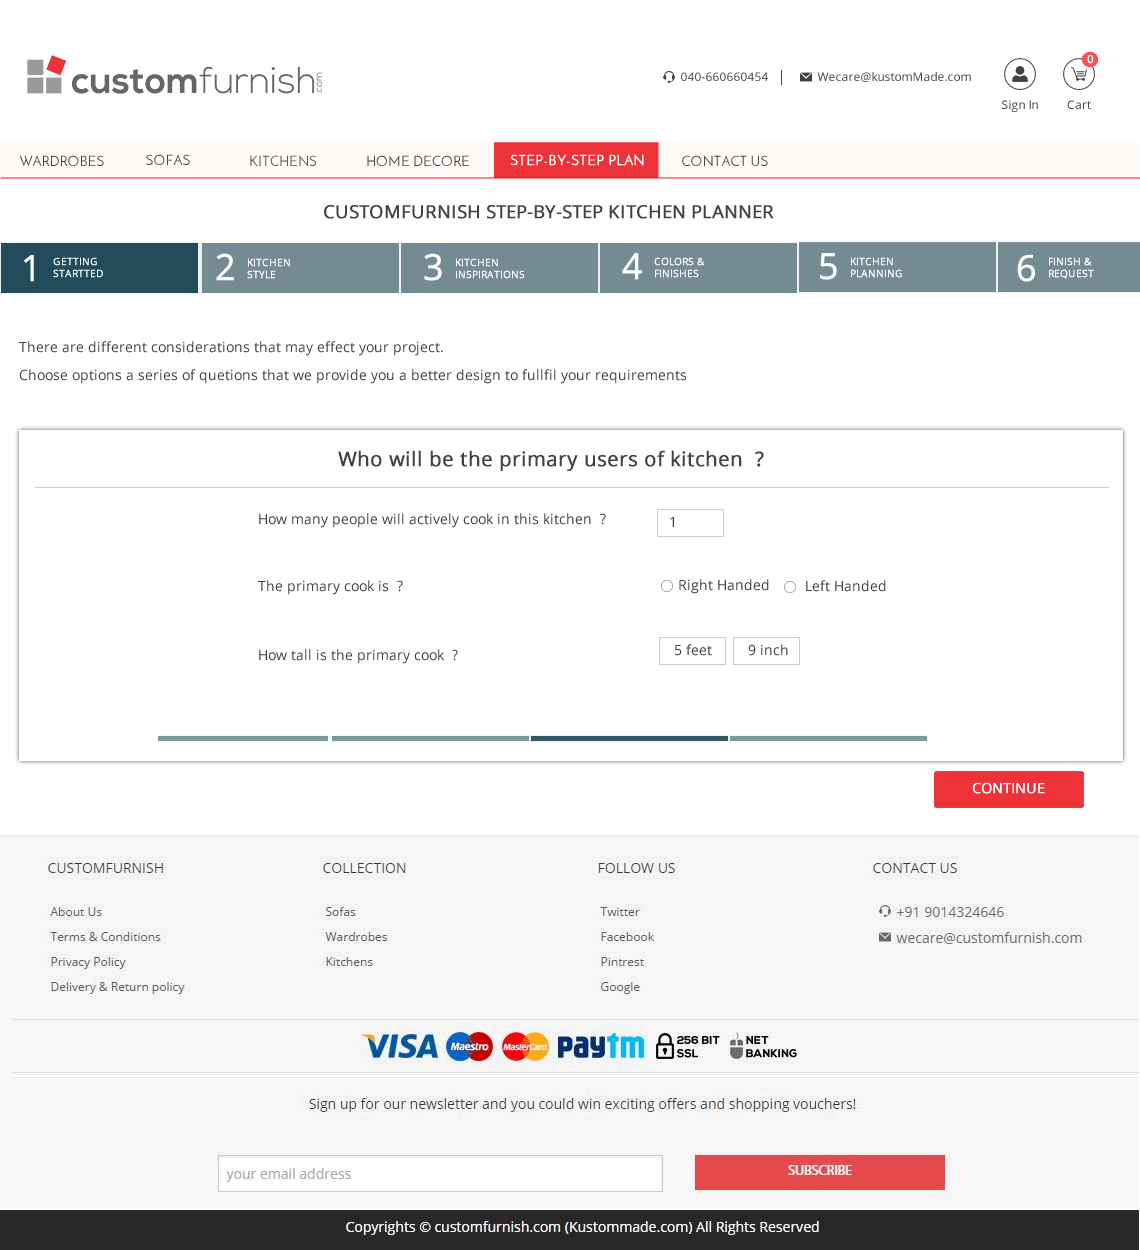 customfurnish.com
040-660660454 | Wecare@kustomMade.com
0
Sign In
Cart
WARDROBES SOFAS KITCHENS HOME DECORE STEP-BY-STEP PLAN CONTACT US
CUSTOMFURNISH STEP-BY-STEP KITCHEN PLANNER
1 GETTING
STARTTED
2 KITCHEN
STYLE
3 KITCHEN
INSPIRATIONS
4 COLORS &
FINISHES
5 KITCHEN
PLANNING
6 FINISH &
REQUEST
There are different considerations that may effect your project.
Choose options a series of quetions that we provide you a better design to fullfil your requirements
Who will be the primary users of kitchen ?
How many people will actively cook in this kitchen ? 1
The primary cook is ? Right Handed Left Handed
How tall is the primary cook ? 5 feet 9 inch
CONTINUE
CUSTOMFURNISH
About Us
Terms & Conditions
Privacy Policy
Delivery & Return policy
COLLECTION
Sofas
Wardrobes
Kitchens
FOLLOW US
Twitter
Facebook
Pintrest
Google
CONTACT US
+91 9014324646
wecare@customfurnish.com
VISA Maestro MasterCard paytm 256 BIT
SSL
NET
BANKING
Sign up for our newsletter and you could win exciting offers and shopping vouchers!
your email address
SUBSCRIBE
Copyrights © customfurnish.com (Kustommade.com) All Rights Reserved